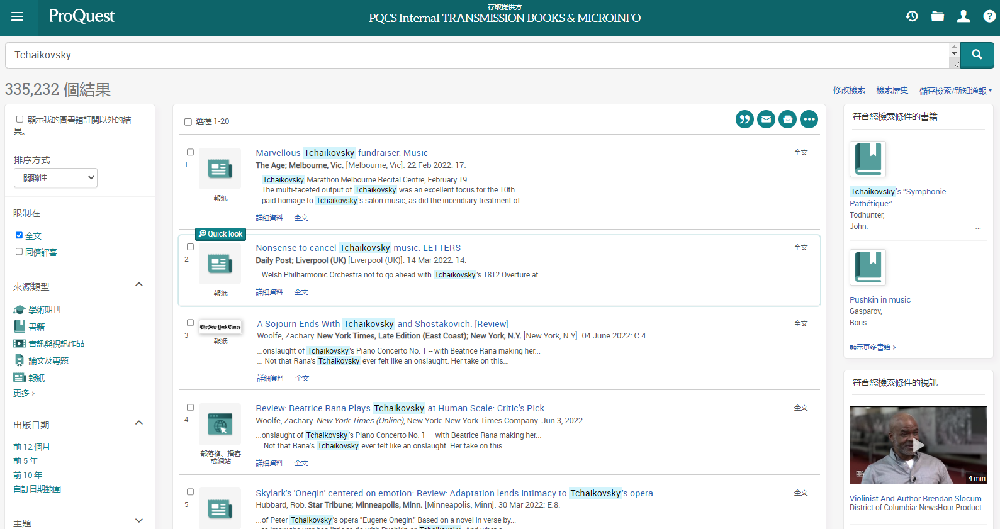 ProQuest
存取提供方
PQCS Internal TRANSMISSION BOOKS & MICROINFO
Tchaikovsky
335,232 個結果
修改檢索 檢索歷史 儲存檢索/新知通報
顯示我的圖書館訂閱以外的結果。
排序方式
關聯性
限制在
全文
同儕評審
來源類型
學術期刊
書籍
音訊與視訊作品
論文及專題
報紙
更多 ›
出版日期
前 12 個月
前 5 年
前 10 年
自訂日期範圍
主題
選擇 1-20
1
報紙
Marvellous Tchaikovsky fundraiser: Music
全文
The Age; Melbourne, Vic. [Melbourne, Vic]. 22 Feb 2022: 17.
...Tchaikovsky Marathon Melbourne Recital Centre, February 19...
...The multi-faceted output of Tchaikovsky was an excellent focus for the 10th...
...paid homage to Tchaikovsky's salon music, as did the incendiary treatment of...
詳細資料 全文
Quick look
2
報紙
Nonsense to cancel Tchaikovsky music: LETTERS
全文
Daily Post; Liverpool (UK) [Liverpool (UK)]. 14 Mar 2022: 14.
...Welsh Philharmonic Orchestra not to go ahead with Tchaikovsky's 1812 Overture at...
詳細資料 全文
3
The New York Times
報紙
A Sojourn Ends With Tchaikovsky and Shostakovich: [Review]
全文
Woolfe, Zachary. New York Times, Late Edition (East Coast); New York, N.Y. [New York, N.Y]. 04 June 2022: C.4.
...onslaught of Tchaikovsky's Piano Concerto No. 1 -- with Beatrice Rana making her...
... Not that Rana's Tchaikovsky ever felt like an onslaught. Her take on this...
詳細資料 全文
4
部落格、播客
或網站
Review: Beatrice Rana Plays Tchaikovsky at Human Scale: Critic's Pick
全文
Woolfe, Zachary. New York Times (Online), New York: New York Times Company. Jun 3, 2022.
...onslaught of Tchaikovsky's Piano Concerto No. 1 — with Beatrice Rana making her...
... Not that Rana's Tchaikovsky ever felt like an onslaught. Her take on this...
詳細資料 全文
5
Skylark's 'Onegin' centered on emotion: Review: Adaptation lends intimacy to Tchaikovsky's opera.
全文
Hubbard, Rob. Star Tribune; Minneapolis, Minn. [Minneapolis, Minn]. 30 Mar 2022: E.8.
...of Peter Tchaikovsky's opera "Eugene Onegin." Based on a novel in verse by...
符合您檢索條件的書籍
Tchaikovsky's “Symphonie
Pathétique.”
Todhunter,
John. ...
Pushkin in music
Gasparov,
Boris. ...
顯示更多書籍 ›
符合您檢索條件的視訊
4 min
Violinist And Author Brendan Slocum...
District of Columbia: NewsHour Product...